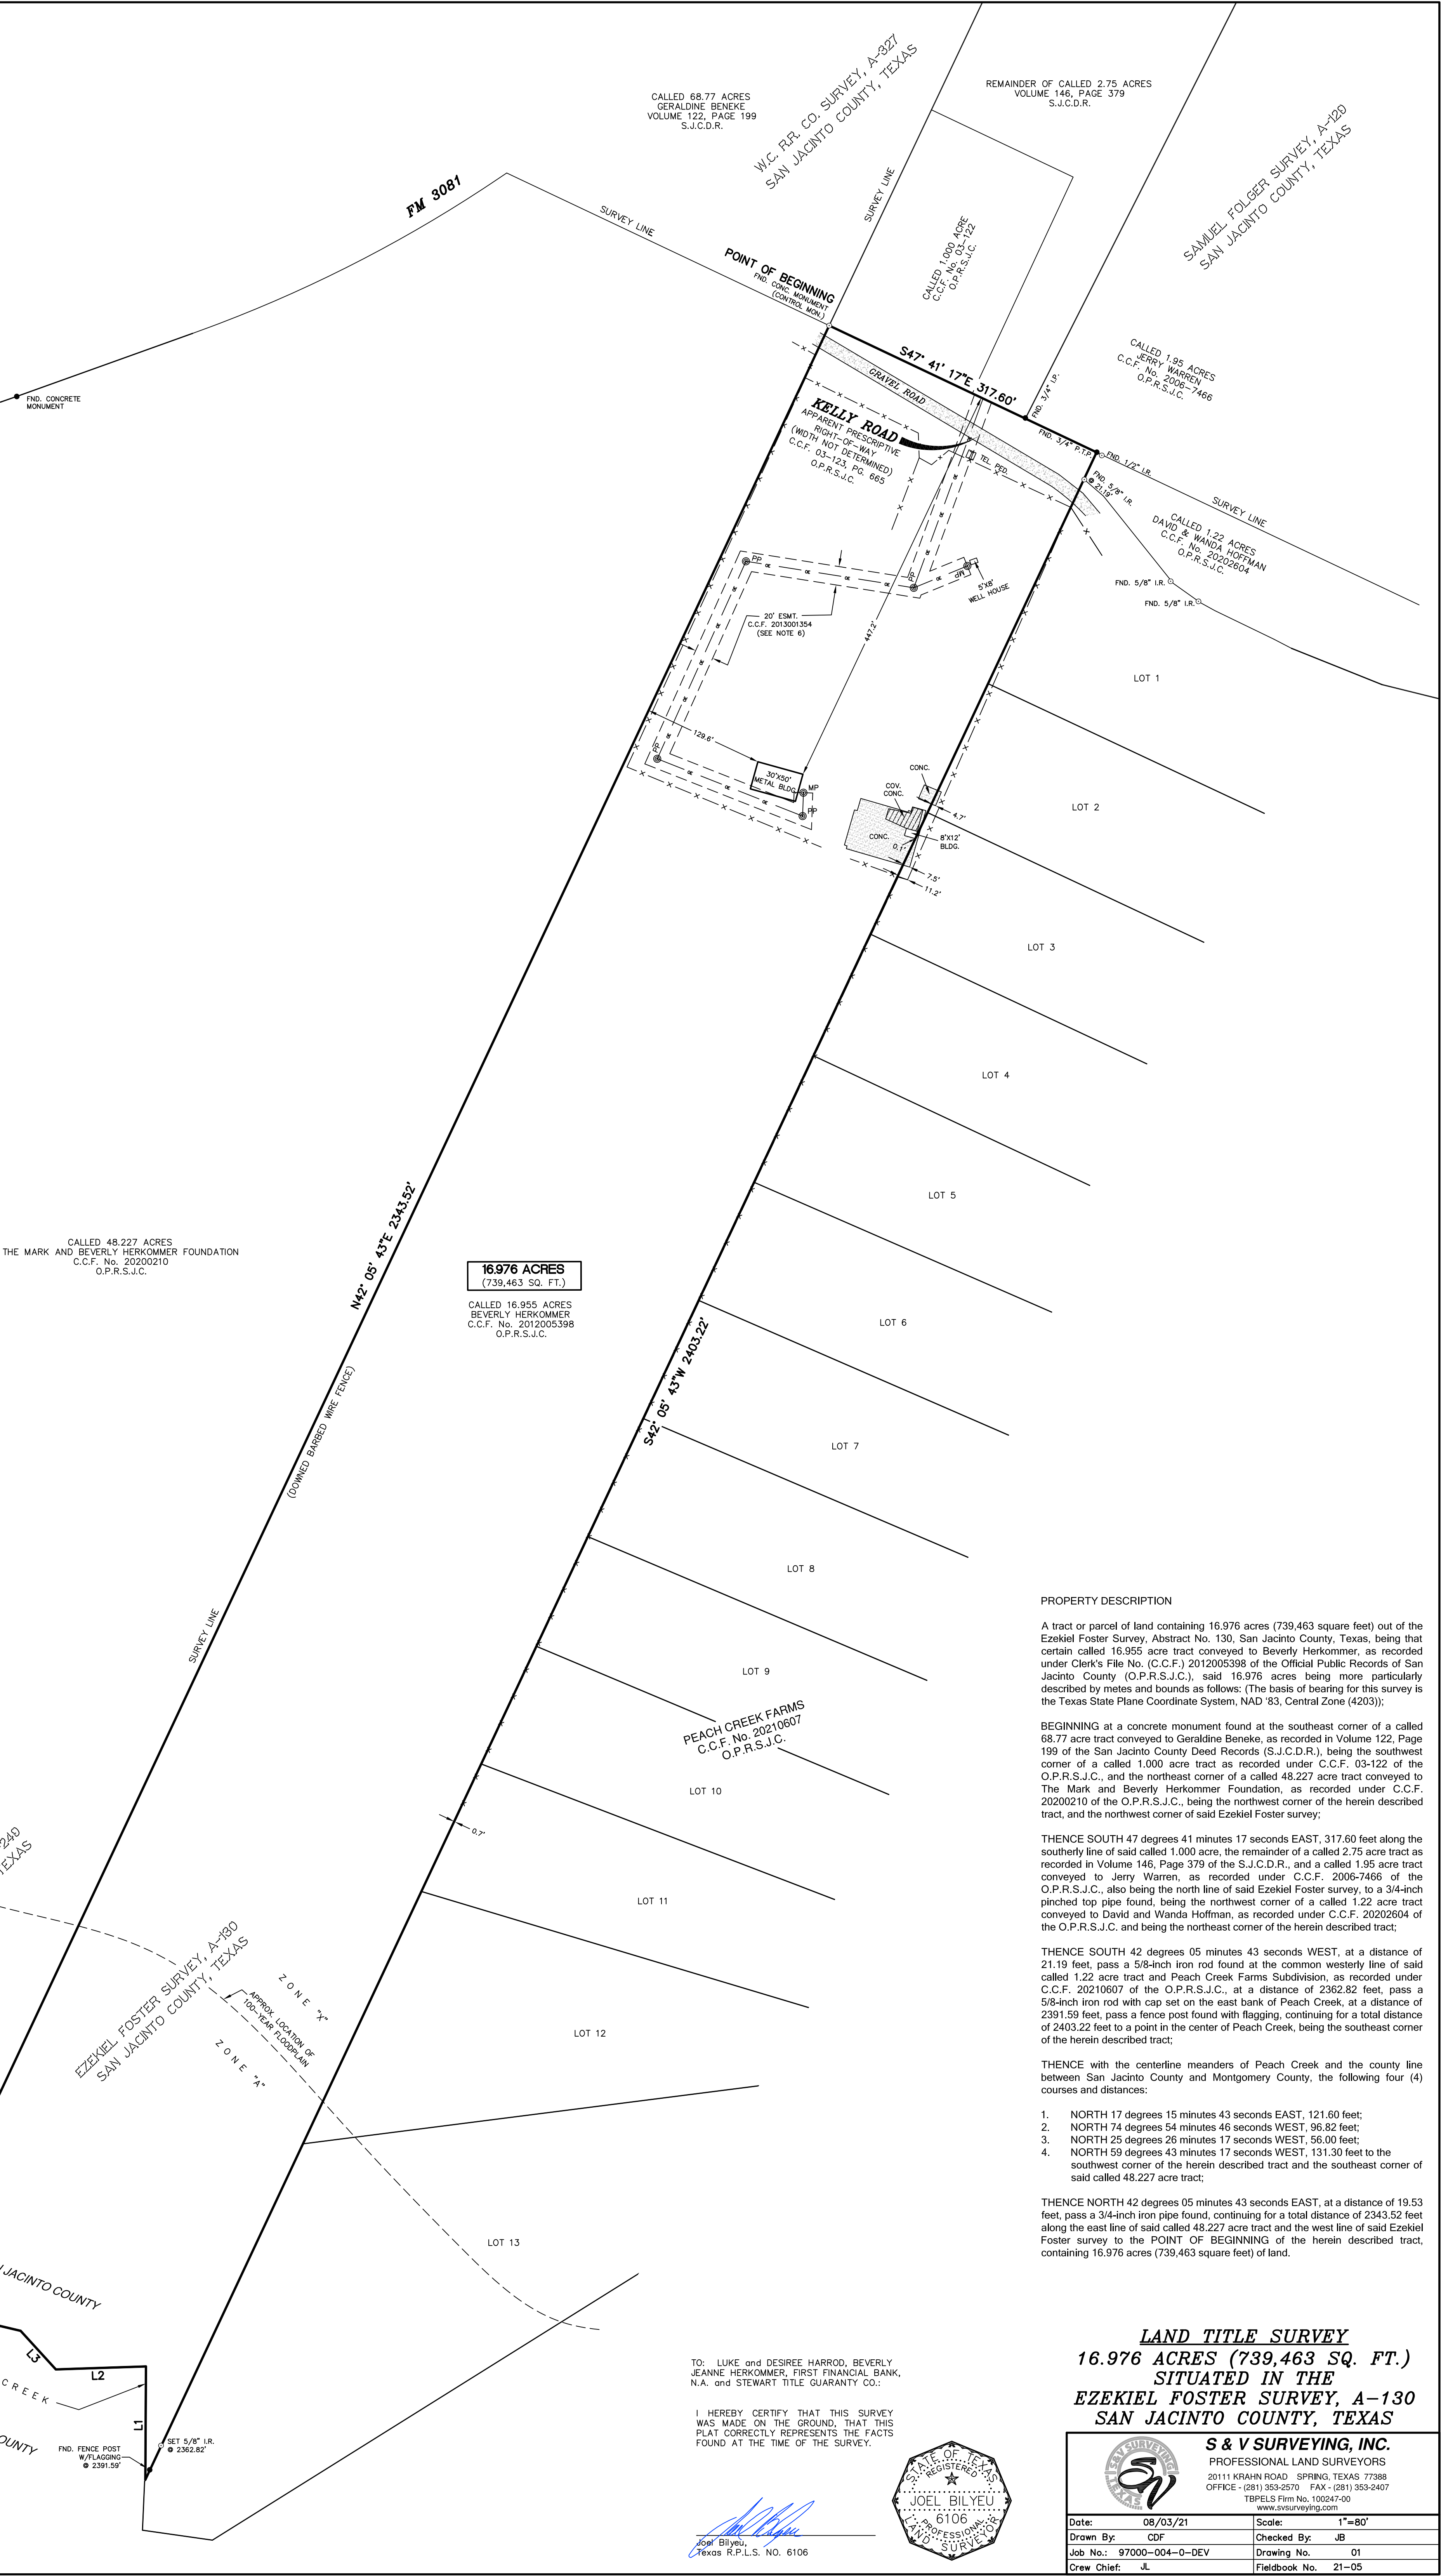 CALLED 68.77 ACRES
GERALDINE BENEKE
VOLUME 122, PAGE 199
S.J.C.D.R.
W.C. R.R. CO. SURVEY, A-327
SAN JACINTO COUNTY, TEXAS
REMAINDER OF CALLED 2.75 ACRES
VOLUME 146, PAGE 379
S.J.C.D.R.
SAMUEL FOLGER SURVEY, A-120
SAN JACINTO COUNTY, TEXAS
FM 3081
SURVEY LINE
SURVEY LINE
CALLED 1.000 ACRE
C.C.F. No. 03-122
O.P.R.S.J.C.
POINT OF BEGINNING
FND. CONC. MONUMENT
(CONTROL MON.)
FND. CONCRETE
MONUMENT
S47° 41' 17"E 317.60'
GRAVEL ROAD
CALLED 1.95 ACRES
JERRY WARREN
C.C.F. No. 2006-7466
O.P.R.S.J.C.
FND. 3/4" I.P.
FND. 3/4" P.T.P.
FND. 1/2" I.R.
FND. 5/8" I.R.
@ 21.19'
SURVEY LINE
KELLY ROAD
APPARENT PRESCRIPTIVE
RIGHT-OF-WAY
(WIDTH NOT DETERMINED)
C.C.F. 03-123, PG. 665
O.P.R.S.J.C.
TEL. PED.
CALLED 1.22 ACRES
DAVID & WANDA HOFFMAN
C.C.F. No. 20202604
O.P.R.S.J.C.
FND. 5/8" I.R.
FND. 5/8" I.R.
PP
PP
MP
5'X8'
WELL HOUSE
20' ESMT.
C.C.F. 2013001354
(SEE NOTE 6)
447.2'
LOT 1
129.6'
PP
30'X50'
METAL BLDG.
MP
PP
CONC.
COV.
CONC.
4.7'
CONC.
8'X12'
BLDG.
0.1'
7.5'
11.2'
LOT 2
LOT 3
LOT 4
LOT 5
N42° 05' 43"E 2343.52'
CALLED 48.227 ACRES
THE MARK AND BEVERLY HERKOMMER FOUNDATION
C.C.F. No. 20200210
O.P.R.S.J.C.
16.976 ACRES
(739,463 SQ. FT.)
CALLED 16.955 ACRES
BEVERLY HERKOMMER
C.C.F. No. 2012005398
O.P.R.S.J.C.
LOT 6
S42° 05' 43"W 2403.22'
(DOWNED BARBED WIRE FENCE)
LOT 7
LOT 8
SURVEY LINE
LOT 9
PEACH CREEK FARMS
C.C.F. No. 20210607
O.P.R.S.J.C.
LOT 10
0.7'
LOT 11
240
TEXAS
EZEKIEL FOSTER SURVEY, A-130
SAN JACINTO COUNTY, TEXAS
ZONE "X"
APPROX. LOCATION OF
100-YEAR FLOODPLAIN
ZONE "A"
LOT 12
LOT 13
JACINTO COUNTY
L3
L2
CREEK
L1
OUNTY
FND. FENCE POST
W/FLAGGING
@ 2391.59'
SET 5/8" I.R.
@ 2362.82'
PROPERTY DESCRIPTION
A tract or parcel of land containing 16.976 acres (739,463 square feet) out of the
Ezekiel Foster Survey, Abstract No. 130, San Jacinto County, Texas, being that
certain called 16.955 acre tract conveyed to Beverly Herkommer, as recorded
under Clerk's File No. (C.C.F.) 2012005398 of the Official Public Records of San
Jacinto County (O.P.R.S.J.C.), said 16.976 acres being more particularly
described by metes and bounds as follows: (The basis of bearing for this survey is
the Texas State Plane Coordinate System, NAD '83, Central Zone (4203));
BEGINNING at a concrete monument found at the southeast corner of a called
68.77 acre tract conveyed to Geraldine Beneke, as recorded in Volume 122, Page
199 of the San Jacinto County Deed Records (S.J.C.D.R.), being the southwest
corner of a called 1.000 acre tract as recorded under C.C.F. 03-122 of the
O.P.R.S.J.C., and the northeast corner of a called 48.227 acre tract conveyed to
The Mark and Beverly Herkommer Foundation, as recorded under C.C.F.
20200210 of the O.P.R.S.J.C., being the northwest corner of the herein described
tract, and the northwest corner of said Ezekiel Foster survey;
THENCE SOUTH 47 degrees 41 minutes 17 seconds EAST, 317.60 feet along the
southerly line of said called 1.000 acre, the remainder of a called 2.75 acre tract as
recorded in Volume 146, Page 379 of the S.J.C.D.R., and a called 1.95 acre tract
conveyed to Jerry Warren, as recorded under C.C.F. 2006-7466 of the
O.P.R.S.J.C., also being the north line of said Ezekiel Foster survey, to a 3/4-inch
pinched top pipe found, being the northwest corner of a called 1.22 acre tract
conveyed to David and Wanda Hoffman, as recorded under C.C.F. 20202604 of
the O.P.R.S.J.C. and being the northeast corner of the herein described tract;
THENCE SOUTH 42 degrees 05 minutes 43 seconds WEST, at a distance of
21.19 feet, pass a 5/8-inch iron rod found at the common westerly line of said
called 1.22 acre tract and Peach Creek Farms Subdivision, as recorded under
C.C.F. 20210607 of the O.P.R.S.J.C., at a distance of 2362.82 feet, pass a
5/8-inch iron rod with cap set on the east bank of Peach Creek, at a distance of
2391.59 feet, pass a fence post found with flagging, continuing for a total distance
of 2403.22 feet to a point in the center of Peach Creek, being the southeast corner
of the herein described tract;
THENCE with the centerline meanders of Peach Creek and the county line
between San Jacinto County and Montgomery County, the following four (4)
courses and distances:
1. NORTH 17 degrees 15 minutes 43 seconds EAST, 121.60 feet;
2. NORTH 74 degrees 54 minutes 46 seconds WEST, 96.82 feet;
3. NORTH 25 degrees 26 minutes 17 seconds WEST, 56.00 feet;
4. NORTH 59 degrees 43 minutes 17 seconds WEST, 131.30 feet to the
southwest corner of the herein described tract and the southeast corner of
said called 48.227 acre tract;
THENCE NORTH 42 degrees 05 minutes 43 seconds EAST, at a distance of 19.53
feet, pass a 3/4-inch iron pipe found, continuing for a total distance of 2343.52 feet
along the east line of said called 48.227 acre tract and the west line of said Ezekiel
Foster survey to the POINT OF BEGINNING of the herein described tract,
containing 16.976 acres (739,463 square feet) of land.
TO: LUKE and DESIREE HARROD, BEVERLY
JEANNE HERKOMMER, FIRST FINANCIAL BANK,
N.A. and STEWART TITLE GUARANTY CO.:
I HEREBY CERTIFY THAT THIS SURVEY
WAS MADE ON THE GROUND, THAT THIS
PLAT CORRECTLY REPRESENTS THE FACTS
FOUND AT THE TIME OF THE SURVEY.
Joel Bilyeu,
Texas R.P.L.S. NO. 6106
STATE OF TEXAS
REGISTERED
JOEL BILYEU
6106
PROFESSIONAL
LAND SURVEYOR
LAND TITLE SURVEY
16.976 ACRES (739,463 SQ. FT.)
SITUATED IN THE
EZEKIEL FOSTER SURVEY, A-130
SAN JACINTO COUNTY, TEXAS
S&V SURVEYING
SV
TEXAS
S & V SURVEYING, INC.
PROFESSIONAL LAND SURVEYORS
20111 KRAHN ROAD SPRING, TEXAS 77388
OFFICE - (281) 353-2570 FAX - (281) 353-2407
TBPELS Firm No. 100247-00
www.svsurveying.com
Date: 08/03/21 Scale: 1"=80'
Drawn By: CDF Checked By: JB
Job No.: 97000-004-0-DEV Drawing No. 01
Crew Chief: JL Fieldbook No. 21-05